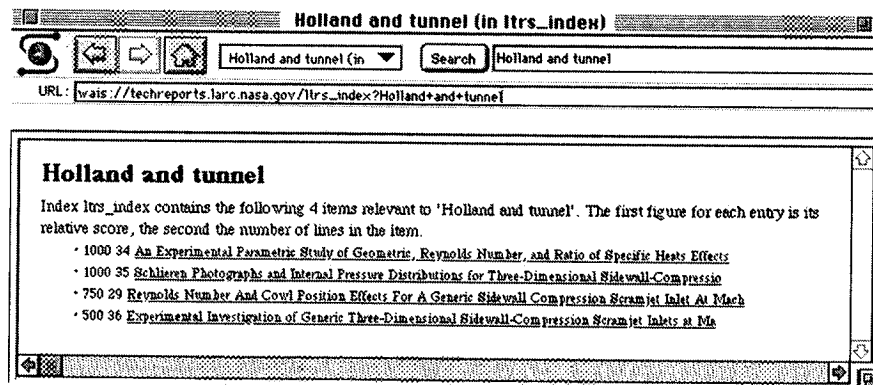 Holland and tunnel (in ltrs_index)
Holland and tunnel (in
Search
Holland and tunnel
URL: wais://techreports.larc.nasa.gov/ltrs_index?Holland+and+tunnel
Holland and tunnel
Index ltrs_index contains the following 4 items relevant to 'Holland and tunnel'. The first figure for each entry is its
relative score, the second the number of lines in the item.
• 1000 34 An Experimental Parametric Study of Geometric, Reynolds Number, and Ratio of Specific Heats Effects
• 1000 35 Schlieren Photographs and Internal Pressure Distributions for Three-Dimensional Sidewall-Compressio
• 750 29 Reynolds Number And Cowl Position Effects For A Generic Sidewall Compression Scramjet Inlet At Mach
• 500 36 Experimental Investigation of Generic Three-Dimensional Sidewall-Compression Scramjet Inlets at Ma